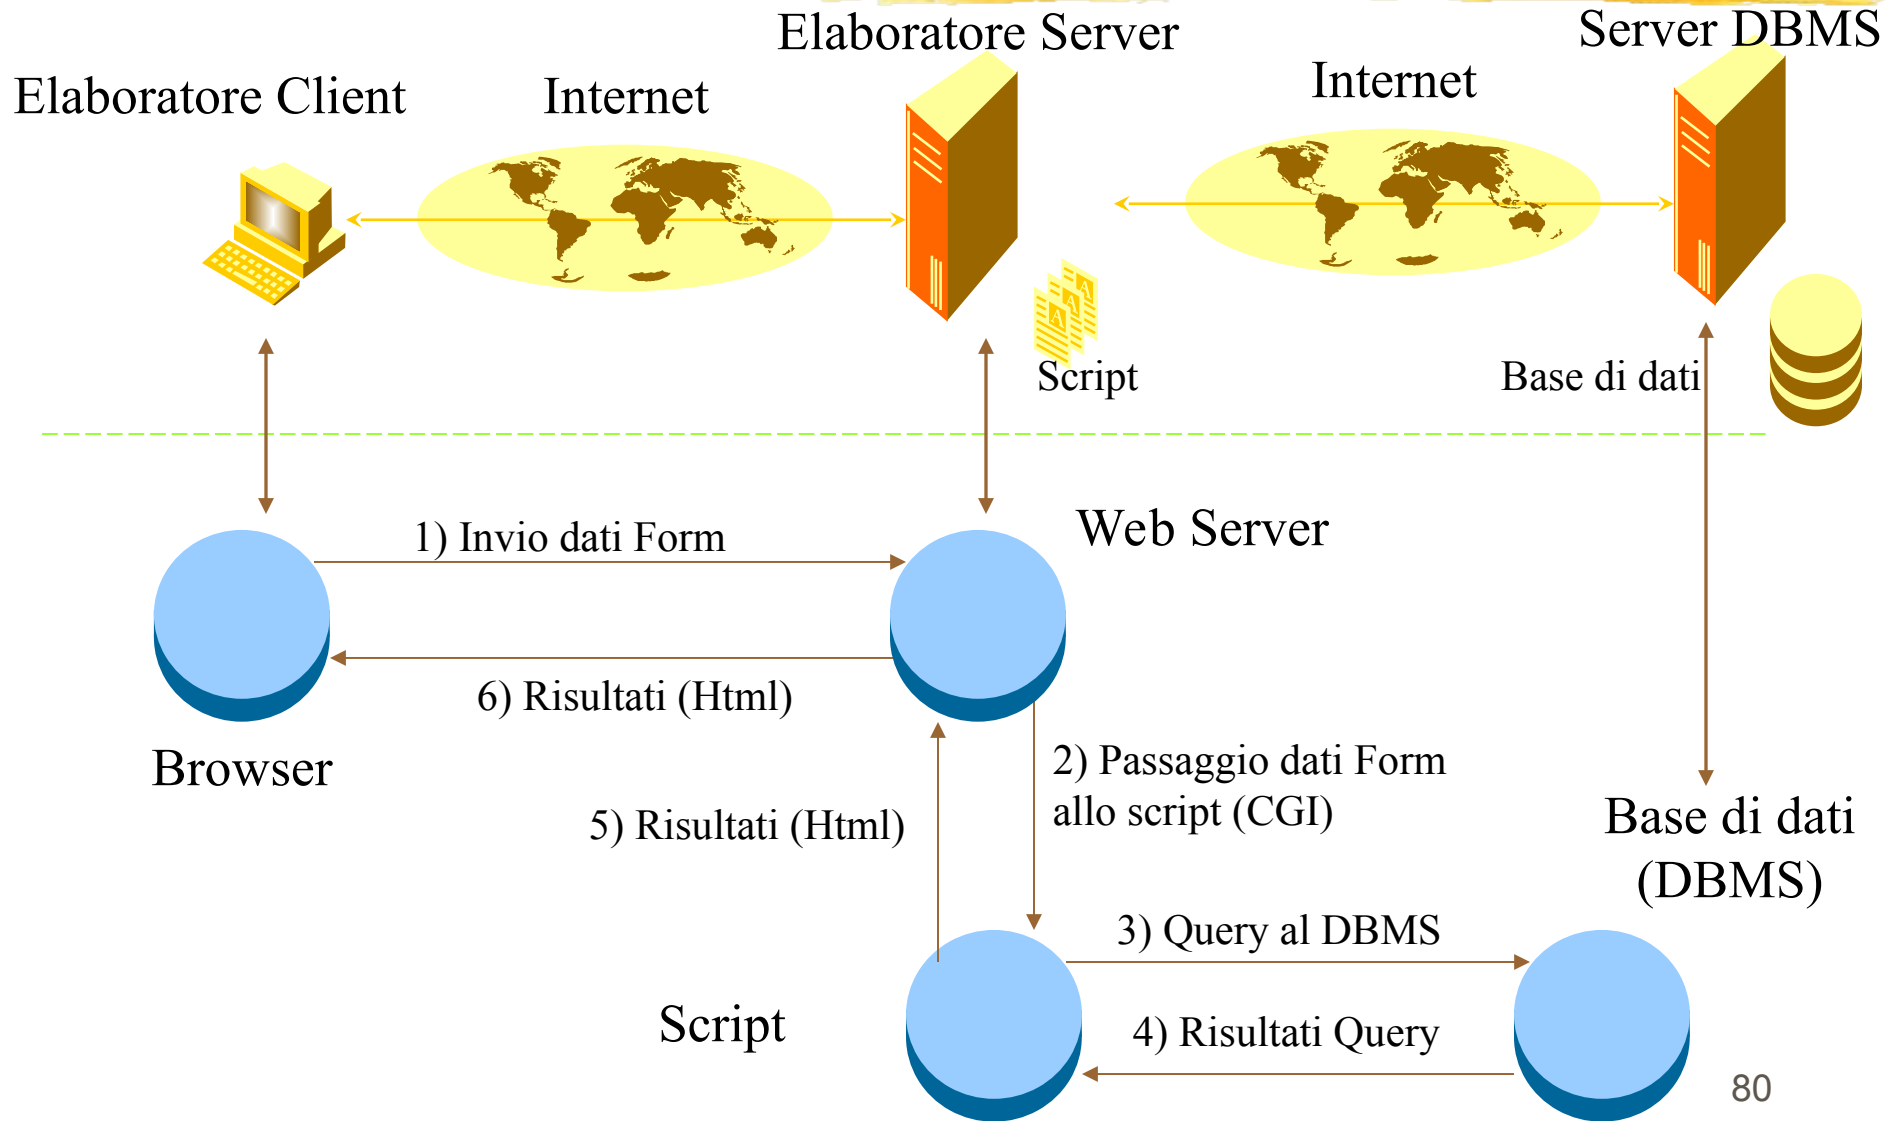 Elaboratore Server
Server DBMS
Elaboratore Client
Internet
Internet
Script
Base di dati
1) Invio dati Form
Web Server
6) Risultati (Html)
Browser
2) Passaggio dati Form
allo script (CGI)
5) Risultati (Html)
Base di dati
(DBMS)
3) Query al DBMS
Script
4) Risultati Query
80